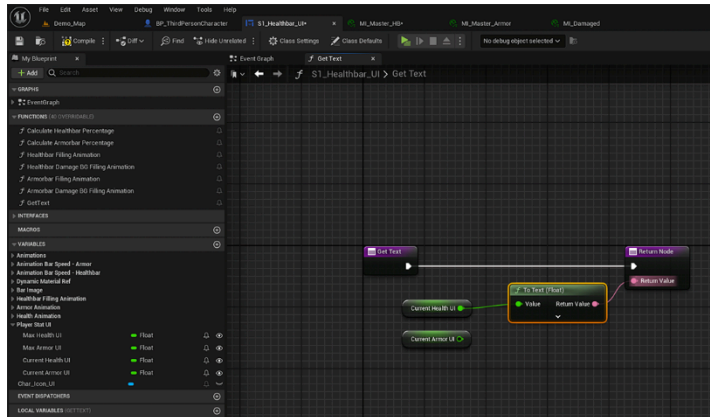 File Edit Asset View Debug Window Tools Help
Demo_Map
BP_ThirdPersonCharacter
S1_Healthbar_UI•
MI_Master_HB•
MI_Master_Armor
MI_Damaged
Compile Diff Find Hide Unrelated Class Settings Class Defaults No debug object selected
My Blueprint
Event Graph
Get Text
+ Add Search
S1_Healthbar_UI > Get Text
GRAPHS
EventGraph
FUNCTIONS (40 OVERRIDABLE)
Calculate Healthbar Percentage
Calculate Armorbar Percentage
Healthbar Filling Animation
Healthbar Damage BG Filling Animation
Armorbar Filling Animation
Armorbar Damage BG Filling Animation
GetText
INTERFACES
MACROS
VARIABLES
Animations
Animation Bar Speed - Armor
Animation Bar Speed - Healthbar
Dynamic Material Ref
Bar Image
Healthbar Filling Animation
Armor Animation
Health Animation
Player Stat UI
Max Health UI Float
Max Armor UI Float
Current Health UI Float
Current Armor UI Float
Char_Icon_UI
EVENT DISPATCHERS
LOCAL VARIABLES (GETTEXT)
Get Text
Return Node
Return Value
To Text (Float)
Value Return Value
Current Health UI
Current Armor UI